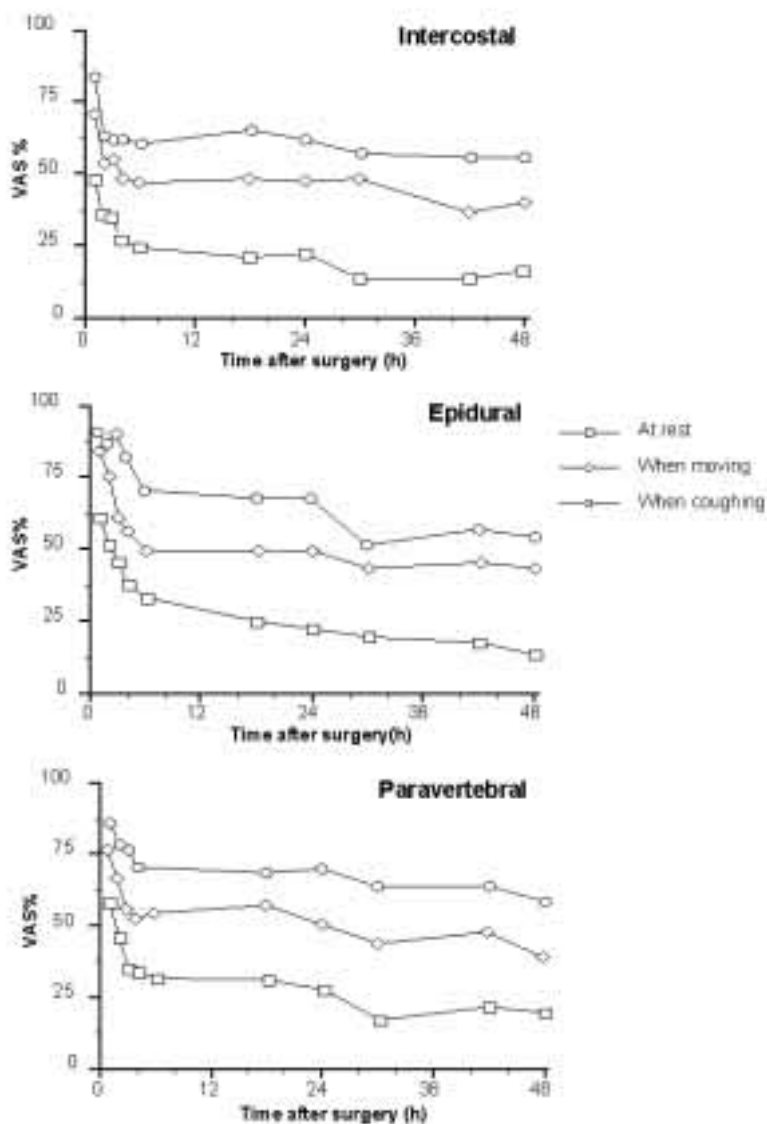 Intercostal
100
75
50
25
0
VAS %
0 12 24 36 48
Time after surgery (h)
Epidural
100
75
50
25
0
VAS%
0 12 24 36 48
Time after surgery(h)
At rest
When moving
When coughing
Paravertebral
100
75
50
25
0
VAS%
0 12 24 36 48
Time after surgery (h)